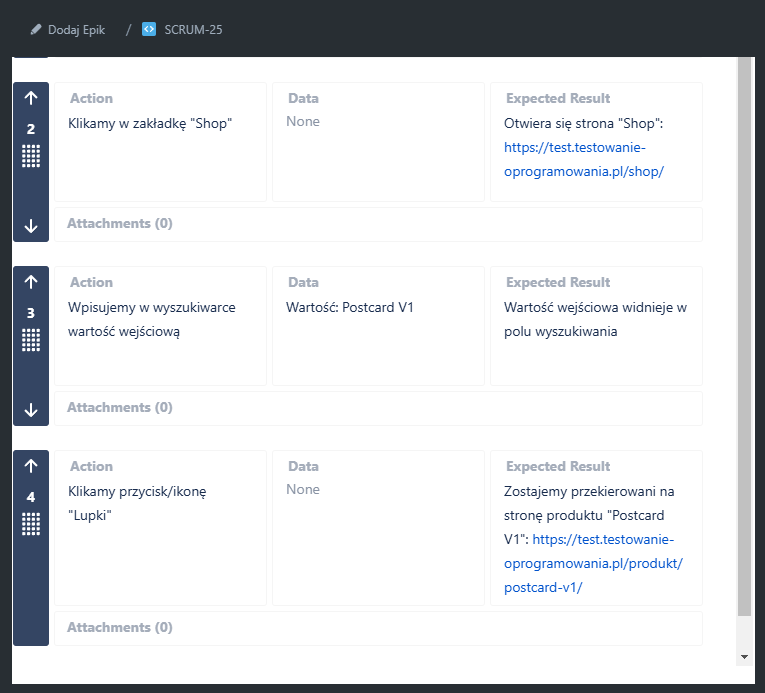 Dodaj Epik / SCRUM-25
2
Action
Klikamy w zakładkę "Shop"
Data
None
Expected Result
Otwiera się strona "Shop":
https://test.testowanie-
oprogramowania.pl/shop/
Attachments (0)
3
Action
Wpisujemy w wyszukiwarce
wartość wejściową
Data
Wartość: Postcard V1
Expected Result
Wartość wejściowa widnieje w
polu wyszukiwania
Attachments (0)
4
Action
Klikamy przycisk/ikonę
"Lupki"
Data
None
Expected Result
Zostajemy przekierowani na
stronę produktu "Postcard
V1": https://test.testowanie-
oprogramowania.pl/produkt/
postcard-v1/
Attachments (0)